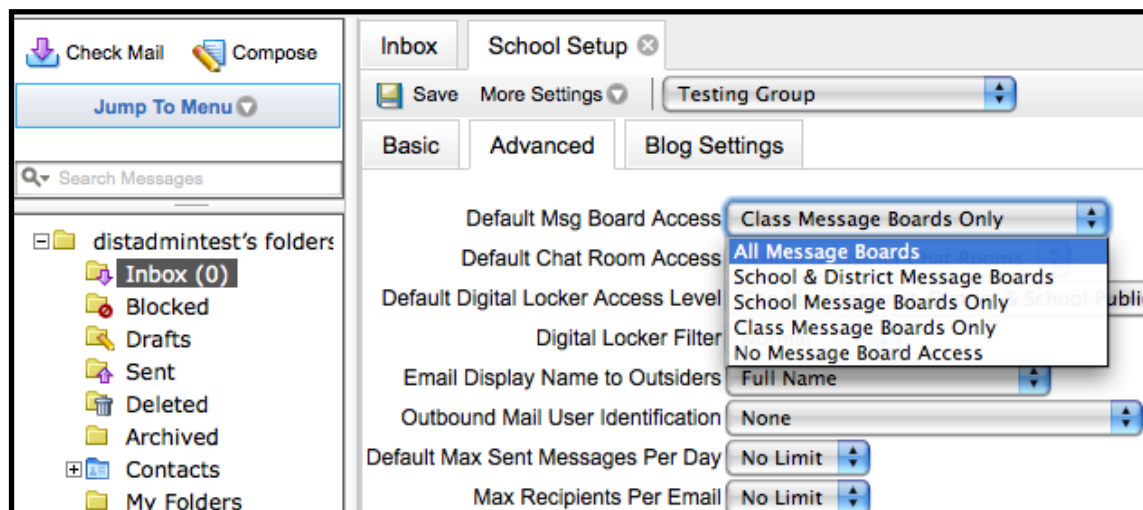 Check Mail Compose
Jump To Menu
Search Messages
distadmintest's folders
Inbox (0)
Blocked
Drafts
Sent
Deleted
Archived
Contacts
My Folders
Inbox School Setup
Save More Settings Testing Group
Basic Advanced Blog Settings
Default Msg Board Access Class Message Boards Only
All Message Boards
School & District Message Boards
School Message Boards Only
Class Message Boards Only
No Message Board Access
Default Chat Room Access Chat Rooms
Default Digital Locker Access Level & School Public
Digital Locker Filter
Email Display Name to Outsiders Full Name
Outbound Mail User Identification None
Default Max Sent Messages Per Day No Limit
Max Recipients Per Email No Limit